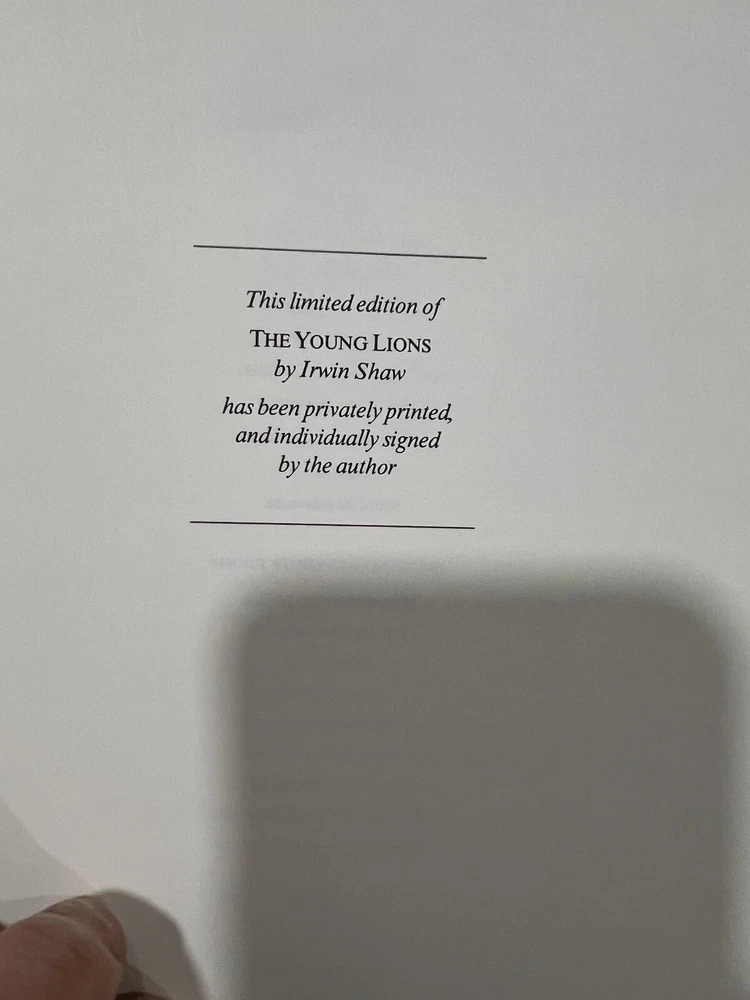 This limited edition of
THE YOUNG LIONS
by Irwin Shaw
has been privately printed,
and individually signed
by the author